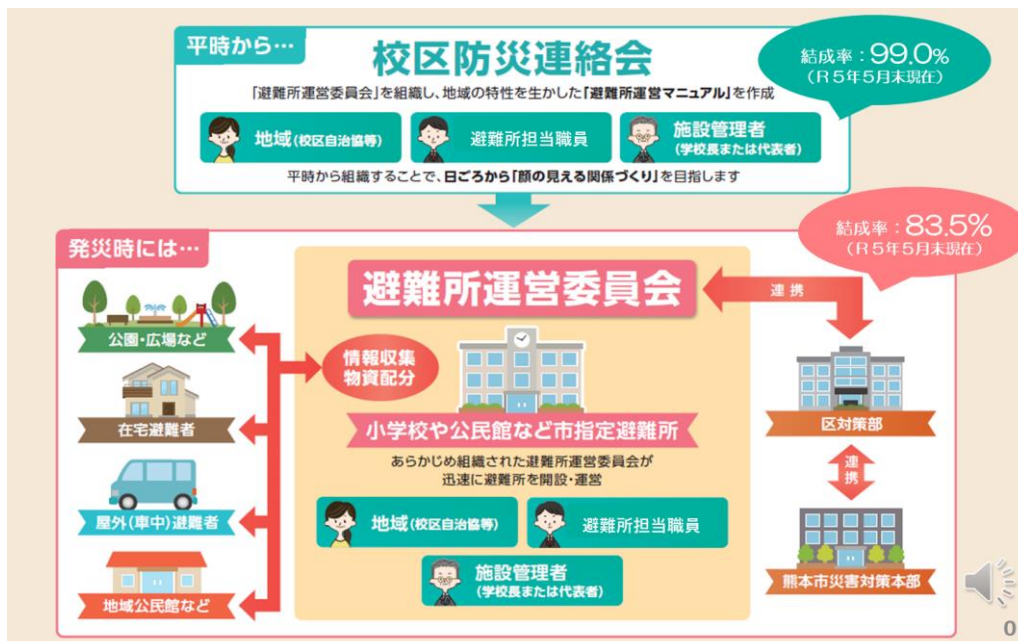 平時から…
校区防災連絡会
結成率：99.0%
（R5年5月末現在）
「避難所運営委員会」を組織し、地域の特性を生かした「避難所運営マニュアル」を作成
地域(校区自治協等)
避難所担当職員
施設管理者
(学校長または代表者)
平時から組織することで、日ごろから「顔の見える関係づくり」を目指します
発災時には…
結成率：83.5%
（R5年5月末現在）
避難所運営委員会
連携
公園・広場など
情報収集
物資配分
小学校や公民館など市指定避難所
在宅避難者
区対策部
あらかじめ組織された避難所運営委員会が
迅速に避難所を開設・運営
連携
屋外(車中)避難者
地域(校区自治協等)
避難所担当職員
施設管理者
(学校長または代表者)
地域公民館など
熊本市災害対策本部
0